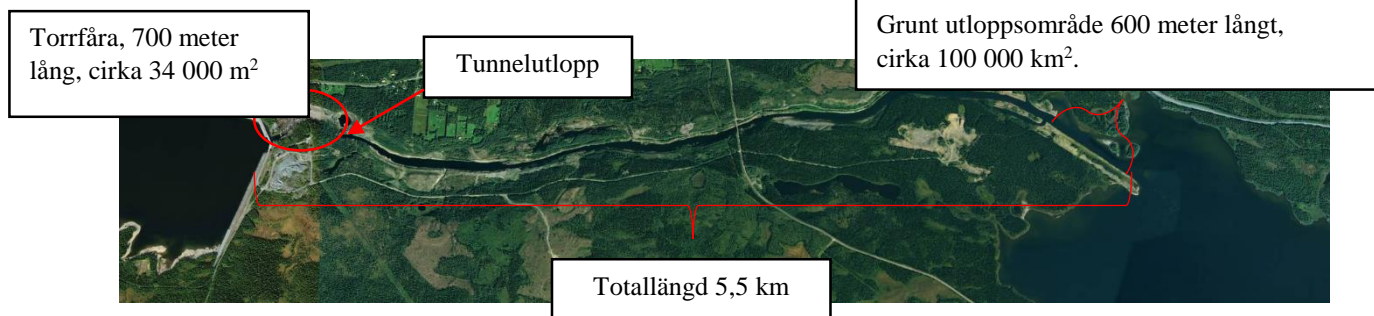 Torrfåra, 700 meter
lång, cirka 34 000 m²
Tunnelutlopp
Grunt utloppsområde 600 meter långt,
cirka 100 000 km².
Totallängd 5,5 km